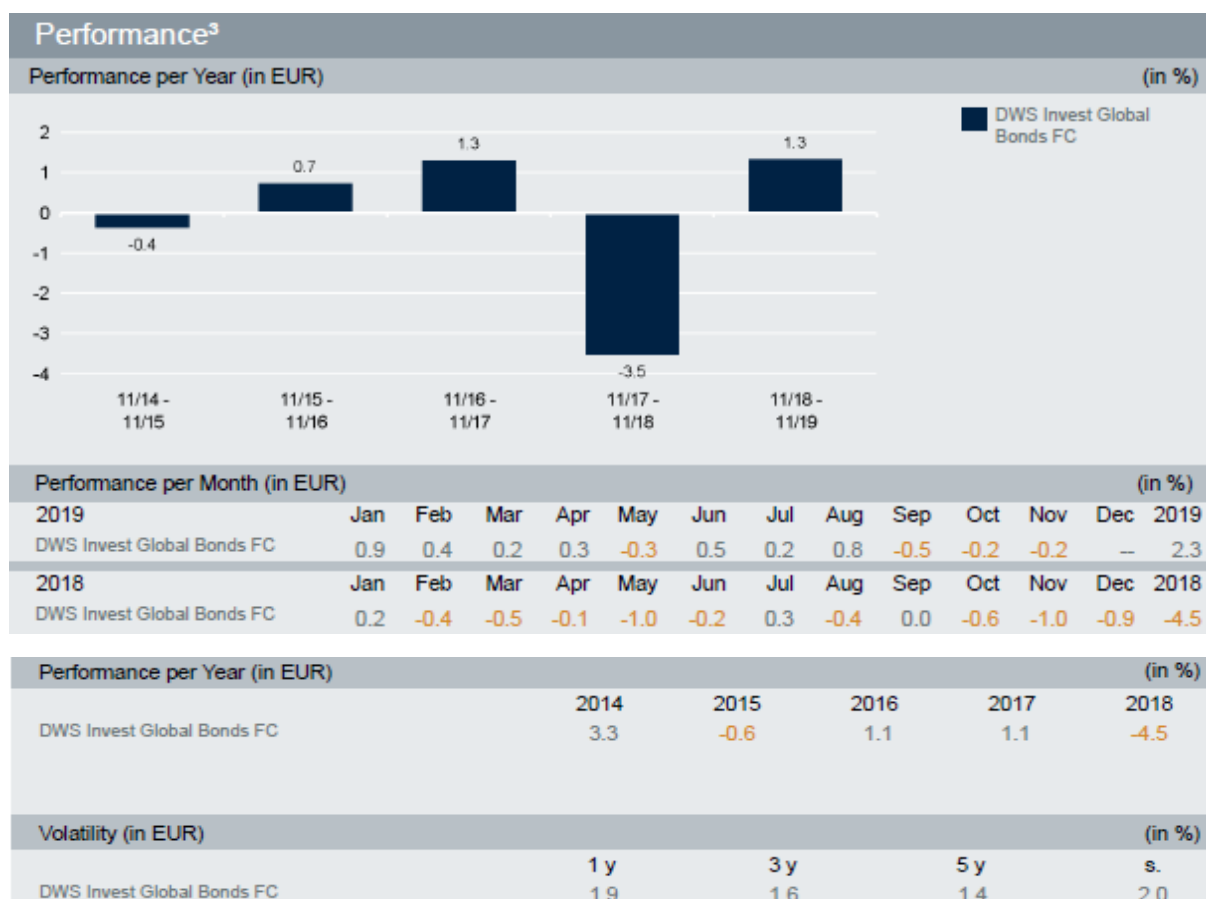 Performance³
Performance per Year (in EUR) (in %)
DWS Invest Global
Bonds FC
2
1
0
-1
-2
-3
-4
-0.4
0.7
1.3
-3.5
1.3
11/14 - 11/15 - 11/16 - 11/17 - 11/18 -
11/15 11/16 11/17 11/18 11/19
Performance per Month (in EUR) (in %)
2019 Jan Feb Mar Apr May Jun Jul Aug Sep Oct Nov Dec 2019
DWS Invest Global Bonds FC 0.9 0.4 0.2 0.3 -0.3 0.5 0.2 0.8 -0.5 -0.2 -0.2 -- 2.3
2018 Jan Feb Mar Apr May Jun Jul Aug Sep Oct Nov Dec 2018
DWS Invest Global Bonds FC 0.2 -0.4 -0.5 -0.1 -1.0 -0.2 0.3 -0.4 0.0 -0.6 -1.0 -0.9 -4.5
Performance per Year (in EUR) (in %)
2014 2015 2016 2017 2018
DWS Invest Global Bonds FC 3.3 -0.6 1.1 1.1 -4.5
Volatility (in EUR) (in %)
1 y 3 y 5 y s.
DWS Invest Global Bonds FC 1.9 1.6 1.4 2.0